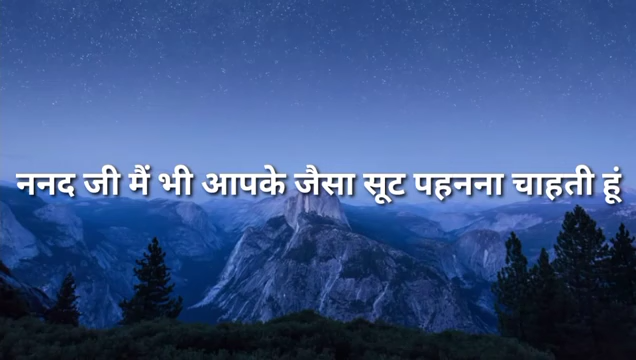 ननद जी मैं भी आपके जैसा सूट पहनना चाहती हूं